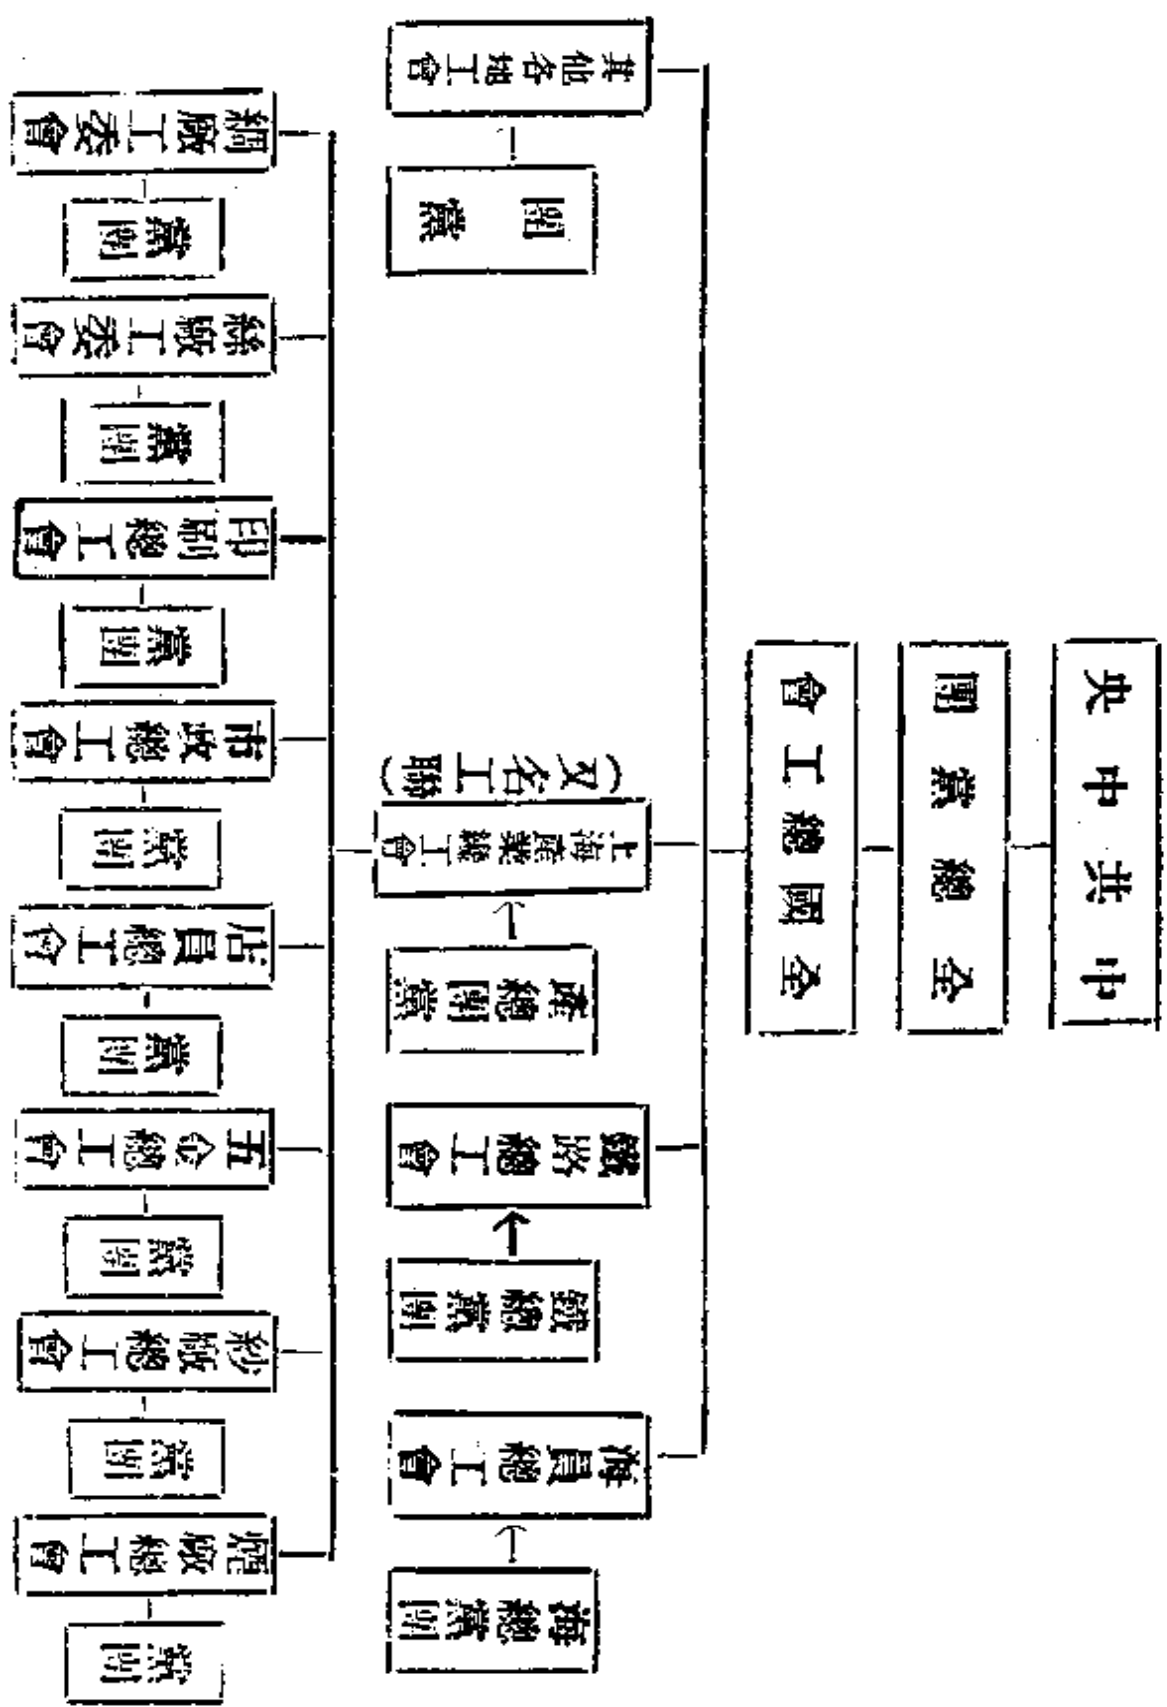 中共中央
全總黨團
全國總工會
海員總工會
海總黨團
鐵路總工會
鐵總黨團
(又名工聯)
上海產業總工會
產總團黨
其他各地工會
團黨
煙廠總工會
黨團
紗廠總工會
黨團
五金總工會
黨團
店員總工會
黨團
市政總工會
黨團
印刷總工會
黨團
絲廠工委會
黨團
綢廠工委會
黨團